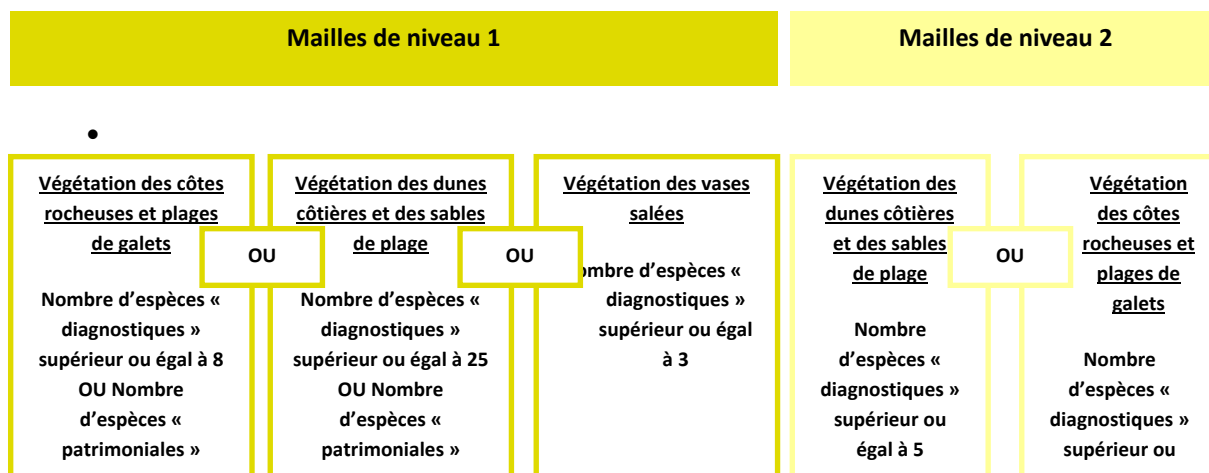 Mailles de niveau 1
Mailles de niveau 2
•
Végétation des côtes
rocheuses et plages
de galets
Nombre d'espèces «
diagnostiques »
supérieur ou égal à 8
OU Nombre
d'espèces «
patrimoniales »
OU
Végétation des dunes
côtières et des sables
de plage
Nombre d'espèces «
diagnostiques »
supérieur ou égal à 25
OU Nombre
d'espèces «
patrimoniales »
OU
Végétation des vases
salées
ombre d'espèces «
diagnostiques »
supérieur ou égal
à 3
Végétation des
dunes côtières
et des sables
de plage
Nombre
d'espèces «
diagnostiques »
supérieur ou
égal à 5
OU
Végétation
des côtes
rocheuses et
plages de
galets
Nombre
d'espèces «
diagnostiques »
supérieur ou